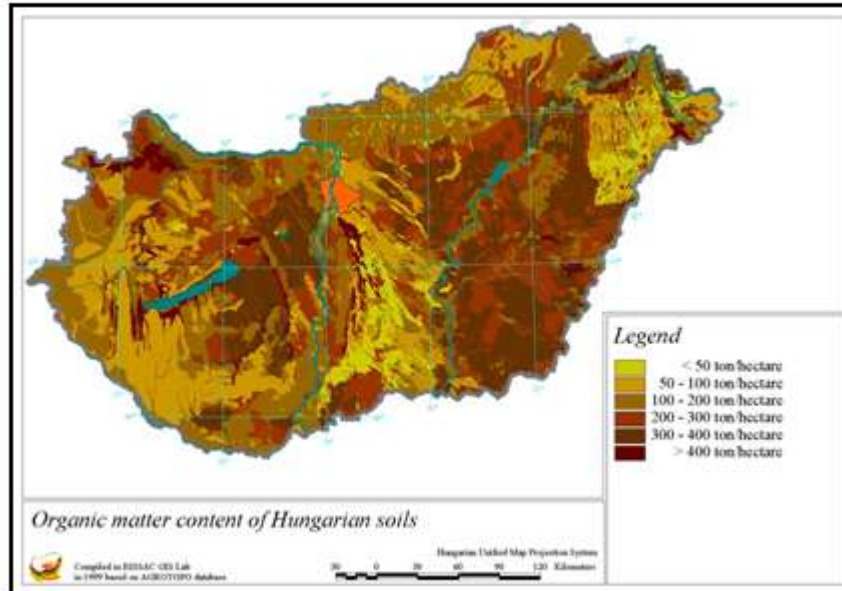 Legend
< 50 ton/hectare
50 - 100 ton/hectare
100 - 200 ton/hectare
200 - 300 ton/hectare
300 - 400 ton/hectare
> 400 ton/hectare
Organic matter content of Hungarian soils
Hungarian Unified Map Projection System
Compiled in RISSAC GIS Lab
in 1999 based on AGROTOPO database
30 0 30 60 90 120 Kilometers